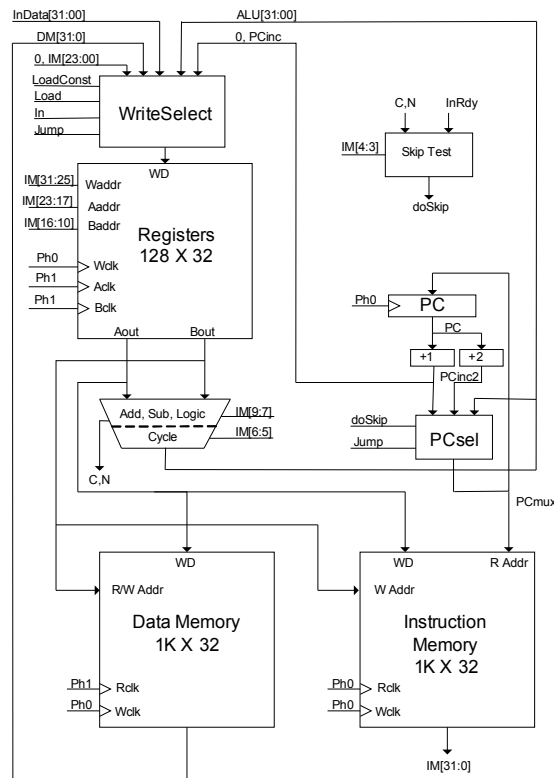 InData[31:00]
ALU[31:00]
DM[31:0]
0, PCinc
0, IM[23:00]
LoadConst
Load
In
Jump
WriteSelect
C,N
InRdy
IM[4:3]
Skip Test
doSkip
WD
IM[31:25]
Waddr
IM[23:17]
Aaddr
IM[16:10]
Baddr
Registers
128 X 32
Ph0
Wclk
Ph1
Aclk
Ph1
Bclk
Aout
Bout
Ph0
PC
PC
+1
+2
PCinc2
Add, Sub, Logic
IM[9:7]
Cycle
IM[6:5]
C,N
doSkip
Jump
PCsel
PCmux
WD
R/W Addr
Data Memory
1K X 32
Ph1
Rclk
Ph0
Wclk
WD
R Addr
W Addr
Instruction
Memory
1K X 32
Ph0
Rclk
Ph0
Wclk
IM[31:0]